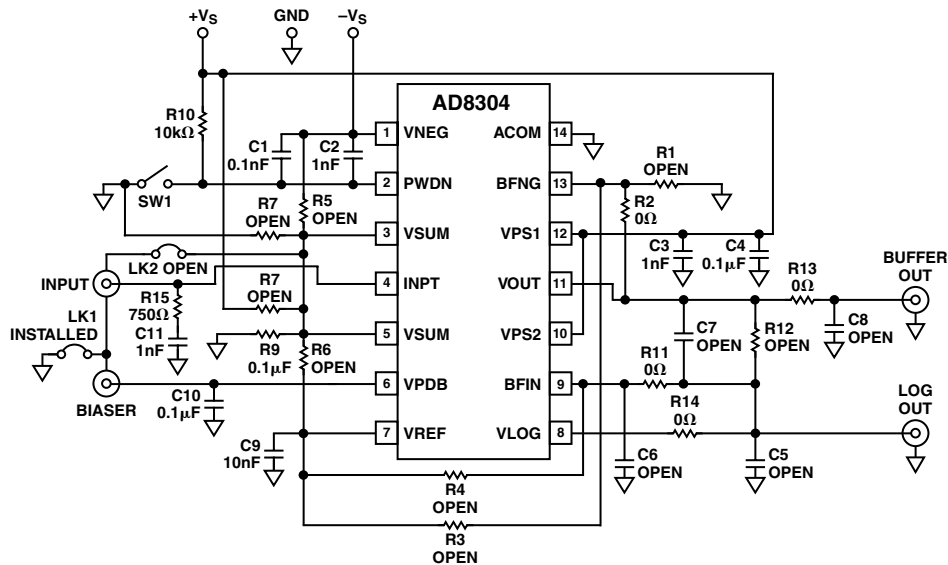 +VS
GND
–VS
AD8304
R10
10kΩ
C1
0.1nF
C2
1nF
1
VNEG
ACOM
14
R1
OPEN
2
PWDN
BFNG
13
SW1
R7
OPEN
R5
OPEN
R2
0Ω
3
VSUM
VPS1
12
LK2 OPEN
C3
1nF
C4
0.1μF
BUFFER
OUT
INPUT
R15
750Ω
R7
OPEN
4
INPT
VOUT
11
R13
0Ω
LK1
INSTALLED
C11
1nF
C7
OPEN
R12
OPEN
C8
OPEN
5
VSUM
VPS2
10
R9
0.1μF
R6
OPEN
R11
0Ω
BIASER
C10
0.1μF
6
VPDB
BFIN
9
R14
0Ω
LOG
OUT
7
VREF
VLOG
8
C9
10nF
C6
OPEN
C5
OPEN
R4
OPEN
R3
OPEN